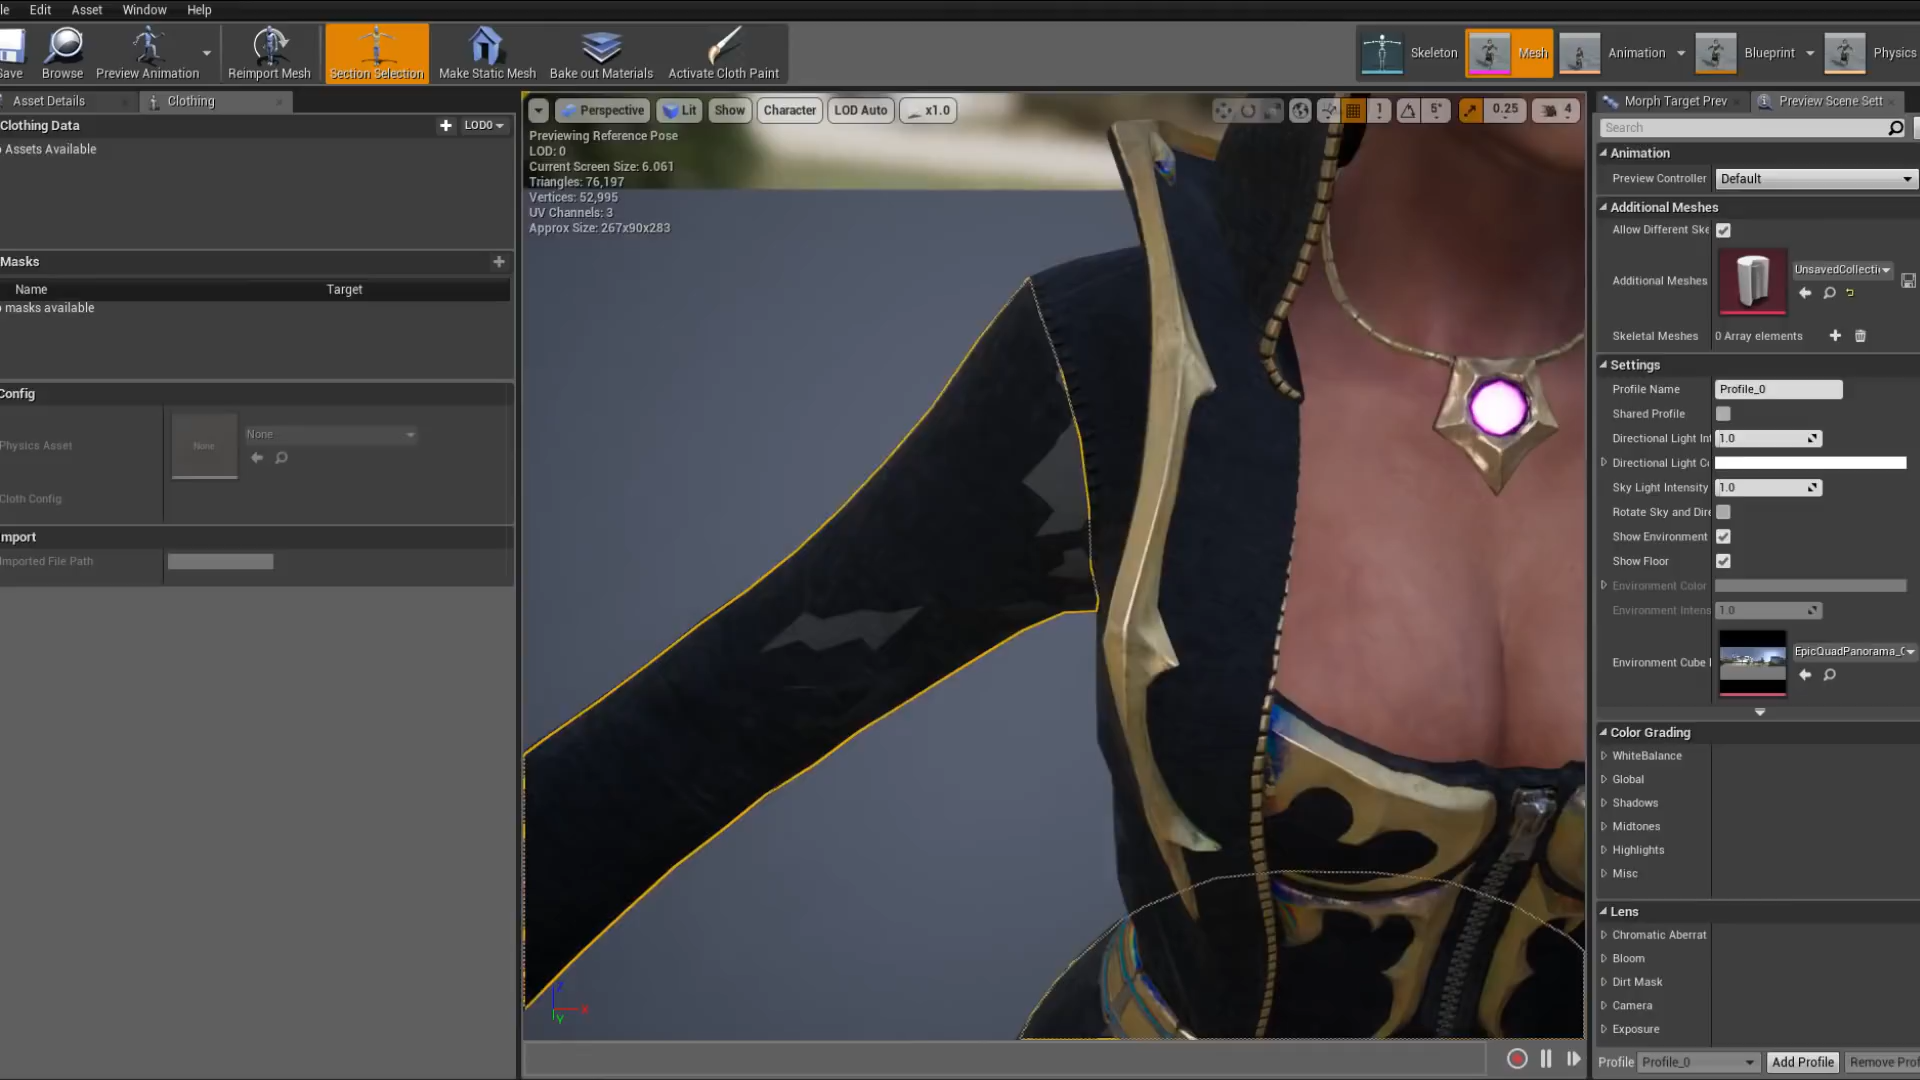 le Edit Asset Window Help
Save Browse Preview Animation Reimport Mesh Section Selection Make Static Mesh Bake out Materials Activate Cloth Paint Skeleton Mesh Animation Blueprint Physics
Asset Details Clothing Morph Target Prev Preview Scene Sett
Clothing Data LOD0
Assets Available
Masks
Name Target
masks available
Config
Physics Asset None None
Cloth Config
mport
Imported File Path
Perspective Lit Show Character LOD Auto x1.0 1 5° 0.25 4
Previewing Reference Pose
LOD: 0
Current Screen Size: 6.061
Triangles: 76,197
Vertices: 52,995
UV Channels: 3
Approx Size: 267x90x283
X
Y
Search
Animation
Preview Controller Default
Additional Meshes
Allow Different Ske
Additional Meshes UnsavedCollecti
Skeletal Meshes 0 Array elements
Settings
Profile Name Profile_0
Shared Profile
Directional Light Int 1.0
Directional Light Co
Sky Light Intensity 1.0
Rotate Sky and Dire
Show Environment
Show Floor
Environment Color
Environment Intens 1.0
Environment Cube EpicQuadPanorama_
Color Grading
WhiteBalance
Global
Shadows
Midtones
Highlights
Misc
Lens
Chromatic Aberrat
Bloom
Dirt Mask
Camera
Exposure
Profile Profile_0 Add Profile Remove Prof